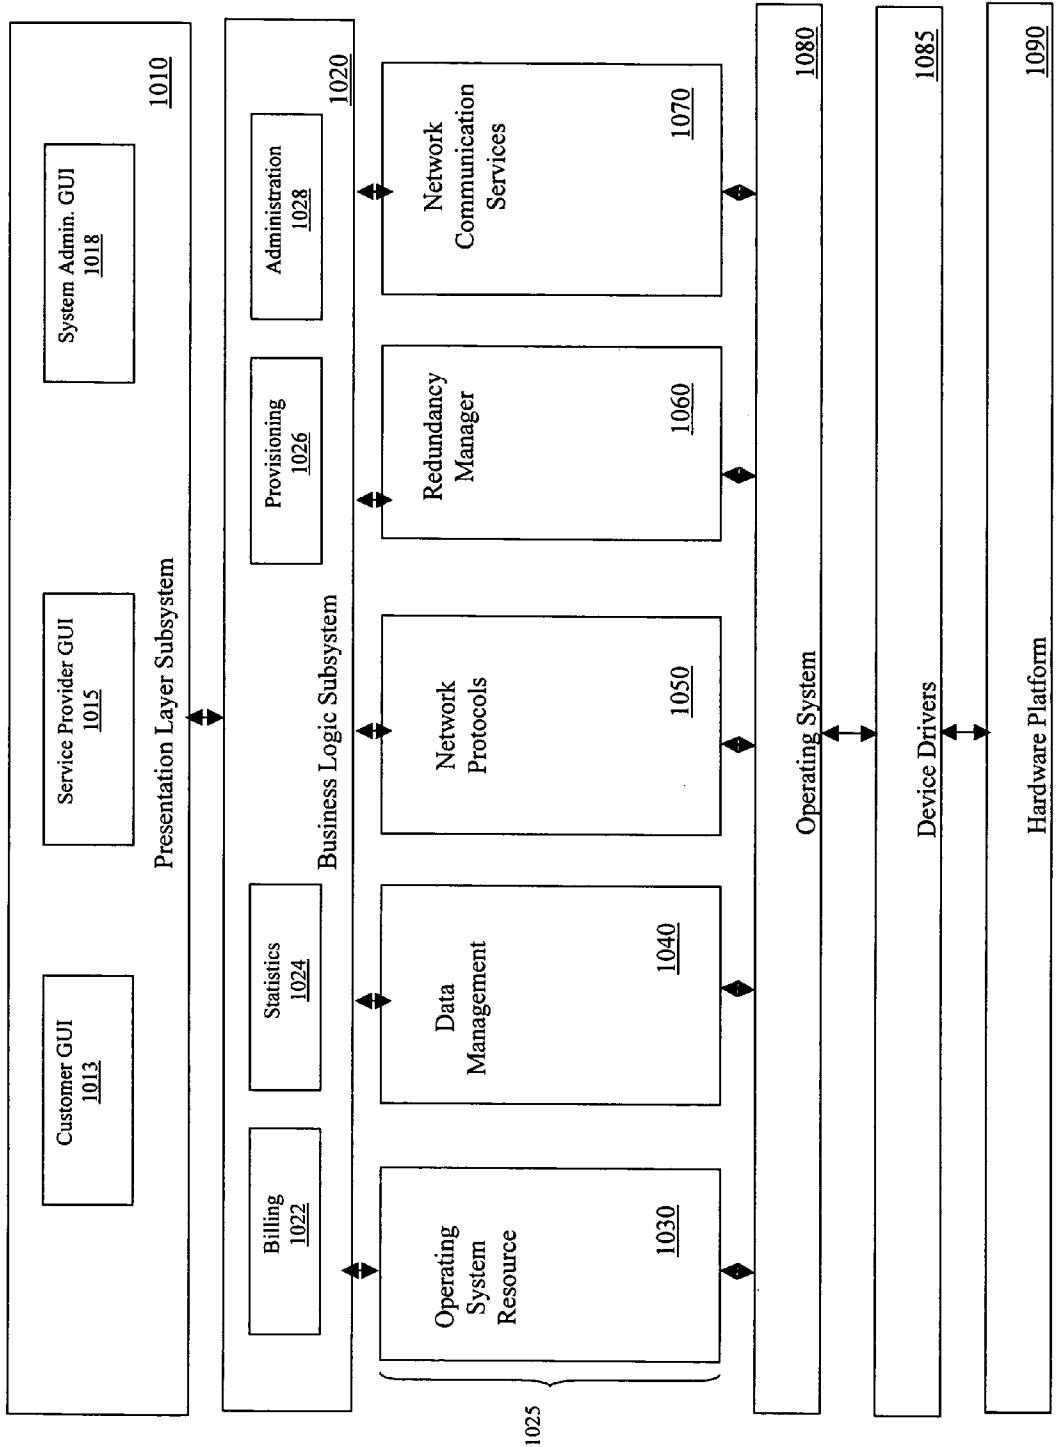 Customer GUI
1013
Service Provider GUI
1015
System Admin. GUI
1018
Presentation Layer Subsystem
1010
Billing
1022
Statistics
1024
Provisioning
1026
Administration
1028
Business Logic Subsystem
1020
1025
Operating
System
Resource
1030
Data
Management
1040
Network
Protocols
1050
Redundancy
Manager
1060
Network
Communication
Services
1070
Operating System
1080
Device Drivers
1085
Hardware Platform
1090